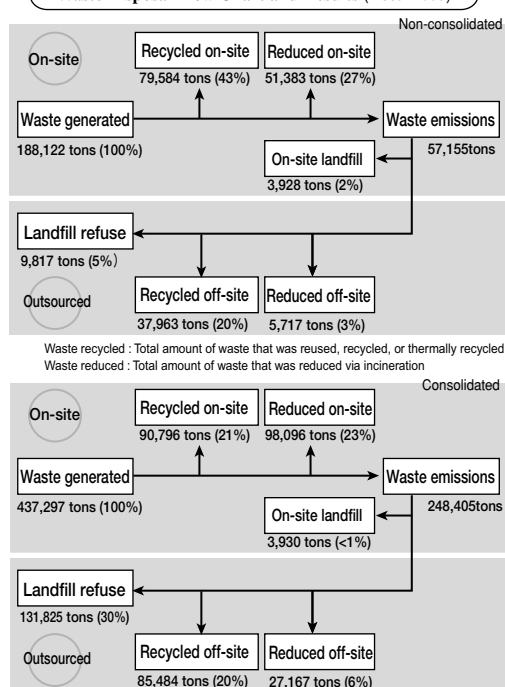 Non-consolidated
On-site
Recycled on-site
Reduced on-site
79,584 tons (43%)
51,383 tons (27%)
Waste generated
Waste emissions
188,122 tons (100%)
57,155tons
On-site landfill
3,928 tons (2%)
Landfill refuse
9,817 tons (5%)
Outsourced
Recycled off-site
Reduced off-site
37,963 tons (20%)
5,717 tons (3%)
Waste recycled : Total amount of waste that was reused, recycled, or thermally recycled
Waste reduced : Total amount of waste that was reduced via incineration
Consolidated
On-site
Recycled on-site
Reduced on-site
90,796 tons (21%)
98,096 tons (23%)
Waste generated
Waste emissions
437,297 tons (100%)
248,405tons
On-site landfill
3,930 tons (<1%)
Landfill refuse
131,825 tons (30%)
Outsourced
Recycled off-site
Reduced off-site
85,484 tons (20%)
27,167 tons (6%)